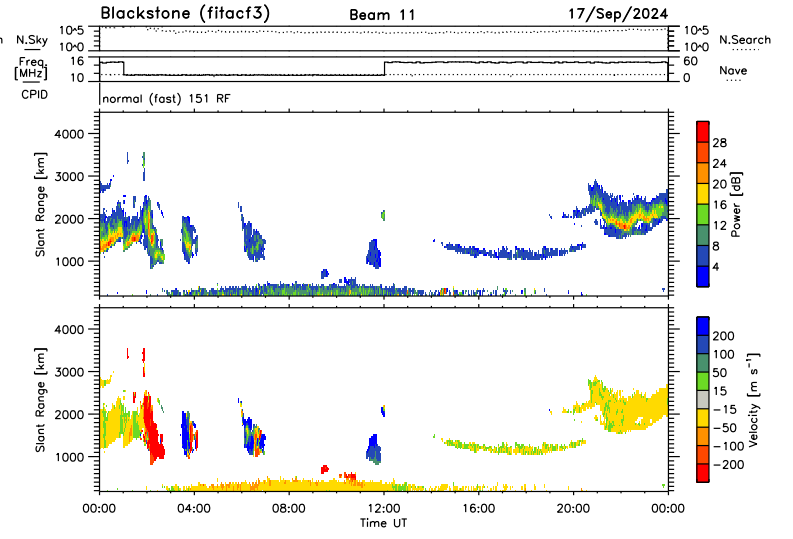 Blackstone (fitacf3) Beam 11 17/Sep/2024
n N.Sky 10^5 10^0 10^5 10^0 N.Search
Freq. [MHz] 16 10 60 0 Nave
CPID normal (fast) 151 RF
Slant Range [km] 4000 3000 2000 1000
28 24 20 16 12 8 4 Power [dB]
Slant Range [km] 4000 3000 2000 1000
200 100 50 15 -15 -50 -100 -200 Velocity [m s⁻¹]
00:00 04:00 08:00 12:00 16:00 20:00 00:00
Time UT